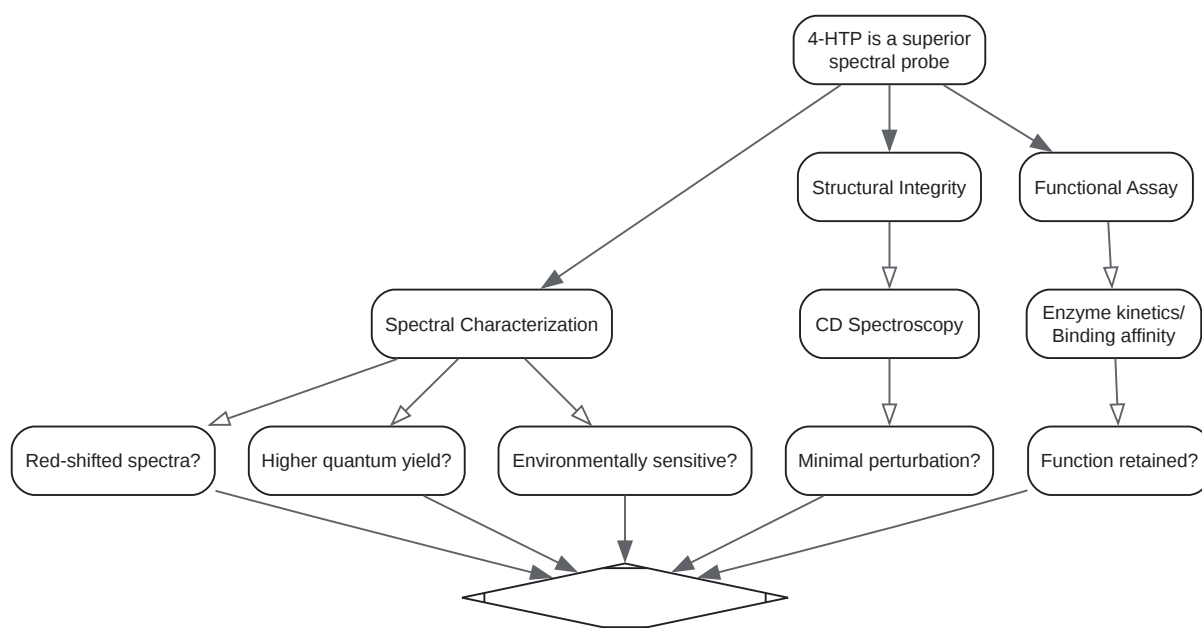 4-HTP is a superior
spectral probe
Structural Integrity
Functional Assay
Spectral Characterization
CD Spectroscopy
Enzyme kinetics/
Binding affinity
Red-shifted spectra?
Higher quantum yield?
Environmentally sensitive?
Minimal perturbation?
Function retained?